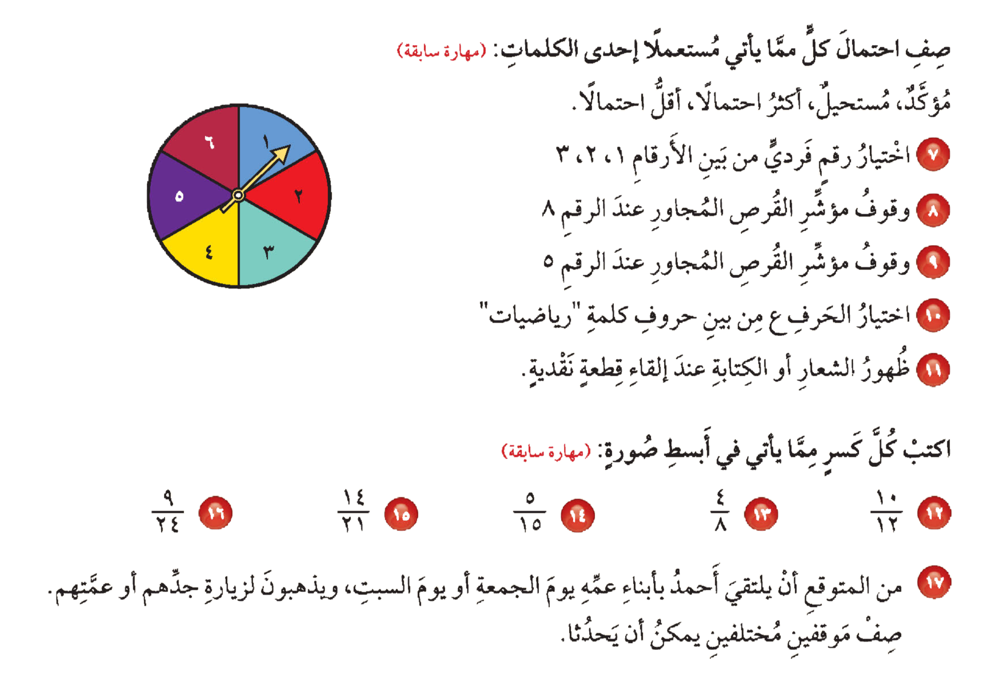 صِفِ احتمالَ كلٍّ ممَّا يأتي مُستعملًا إحدى الكلماتِ: (مهارة سابقة)
مُؤكَّدٌ، مُستحيلٌ، أكثرُ احتمالًا، أقلُّ احتمالًا.
٧ اخْتيارُ رقمٍ فَرديٍّ من بَينِ الأَرقامِ ١، ٢، ٣
٨ وقوفُ مؤشِّرِ القُرصِ المُجاورِ عندَ الرقمِ ٨
٩ وقوفُ مؤشِّرِ القُرصِ المُجاورِ عندَ الرقمِ ٥
١٠ اختيارُ الحَرفِ ع مِن بينِ حروفِ كلمةِ "رياضيات"
١١ ظُهورُ الشعارِ أو الكِتابةِ عندَ إلقاءِ قِطعةٍ نَقْديةٍ.
١
٢
٣
٤
٥
٦
اكتبْ كُلَّ كَسرٍ مِمَّا يأتي في أَبسطِ صُورةٍ: (مهارة سابقة)
١٢ ١٠/١٢ ١٣ ٤/٨ ١٤ ٥/١٥ ١٥ ١٤/٢١ ١٦ ٩/٢٤
١٧ من المتوقعِ أنْ يلتقيَ أَحمدُ بأبناءِ عمِّهِ يومَ الجمعةِ أو يومَ السبتِ، ويذهبونَ لزيارةِ جدِّهم أو عمَّتِهم.
صِفْ مَوقفينِ مُختلفينِ يمكنُ أن يَحدُثا.